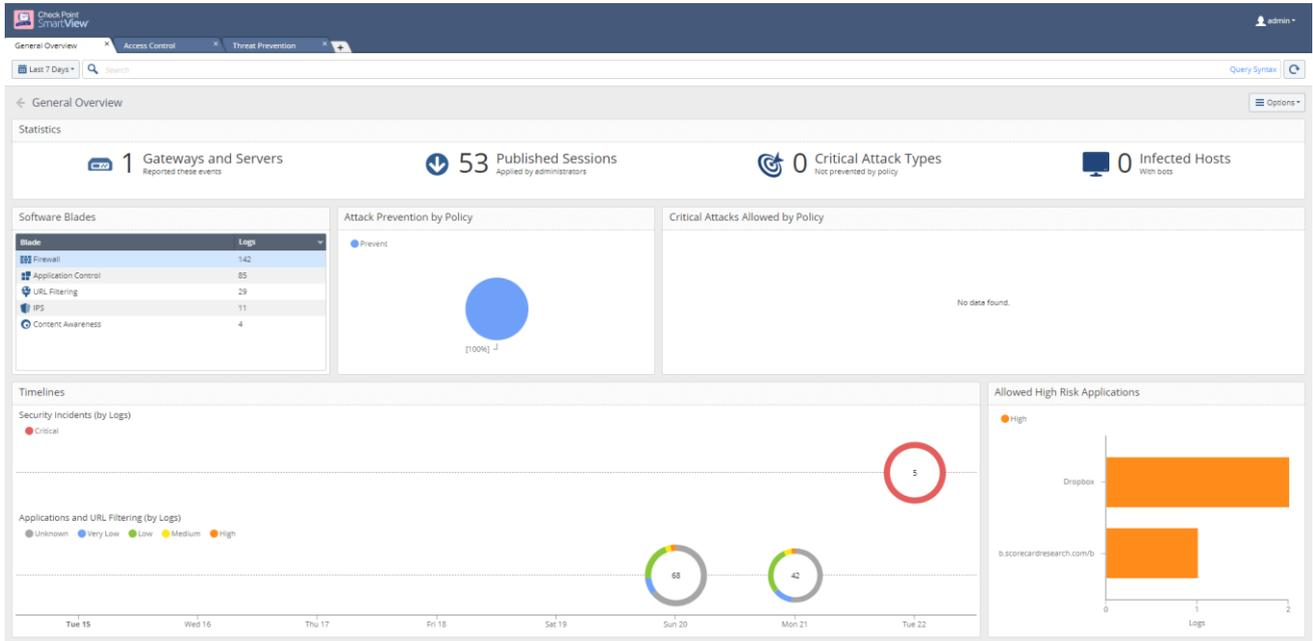 Check Point
SmartView
admin
General Overview
Access Control
Threat Prevention
Last 7 Days
Search
Query Syntax
General Overview
Options
Statistics
1 Gateways and Servers
Reported these events
53 Published Sessions
Applied by administrators
0 Critical Attack Types
Not prevented by policy
0 Infected Hosts
With bots
Software Blades
Blade Logs
Firewall 142
Application Control 85
URL Filtering 29
IPS 11
Content Awareness 4
Attack Prevention by Policy
Prevent
[100%]
Critical Attacks Allowed by Policy
No data found.
Timelines
Security Incidents (by Logs)
Critical
5
Applications and URL Filtering (by Logs)
Unknown Very Low Low Medium High
68
42
Tue 15 Wed 16 Thu 17 Fri 18 Sat 19 Sun 20 Mon 21 Tue 22
Allowed High Risk Applications
High
Dropbox
b.scorecardresearch.com/b
0 1 2
Logs